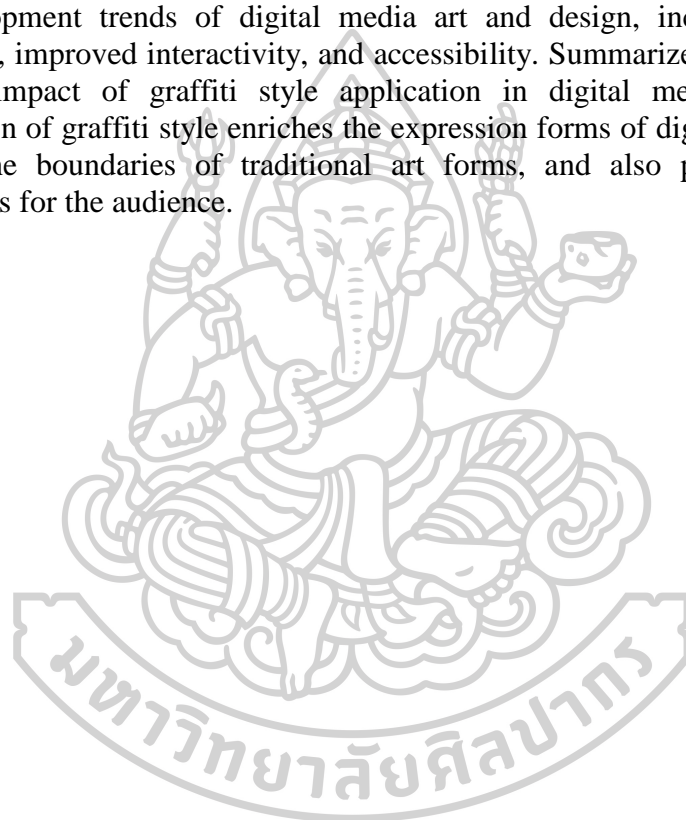 opment trends of digital media art and design, inc
, improved interactivity, and accessibility. Summarize
impact of graffiti style application in digital me
n of graffiti style enriches the expression forms of dig
he boundaries of traditional art forms, and also p
s for the audience.
มหาวิทยาลัยศิลปากร